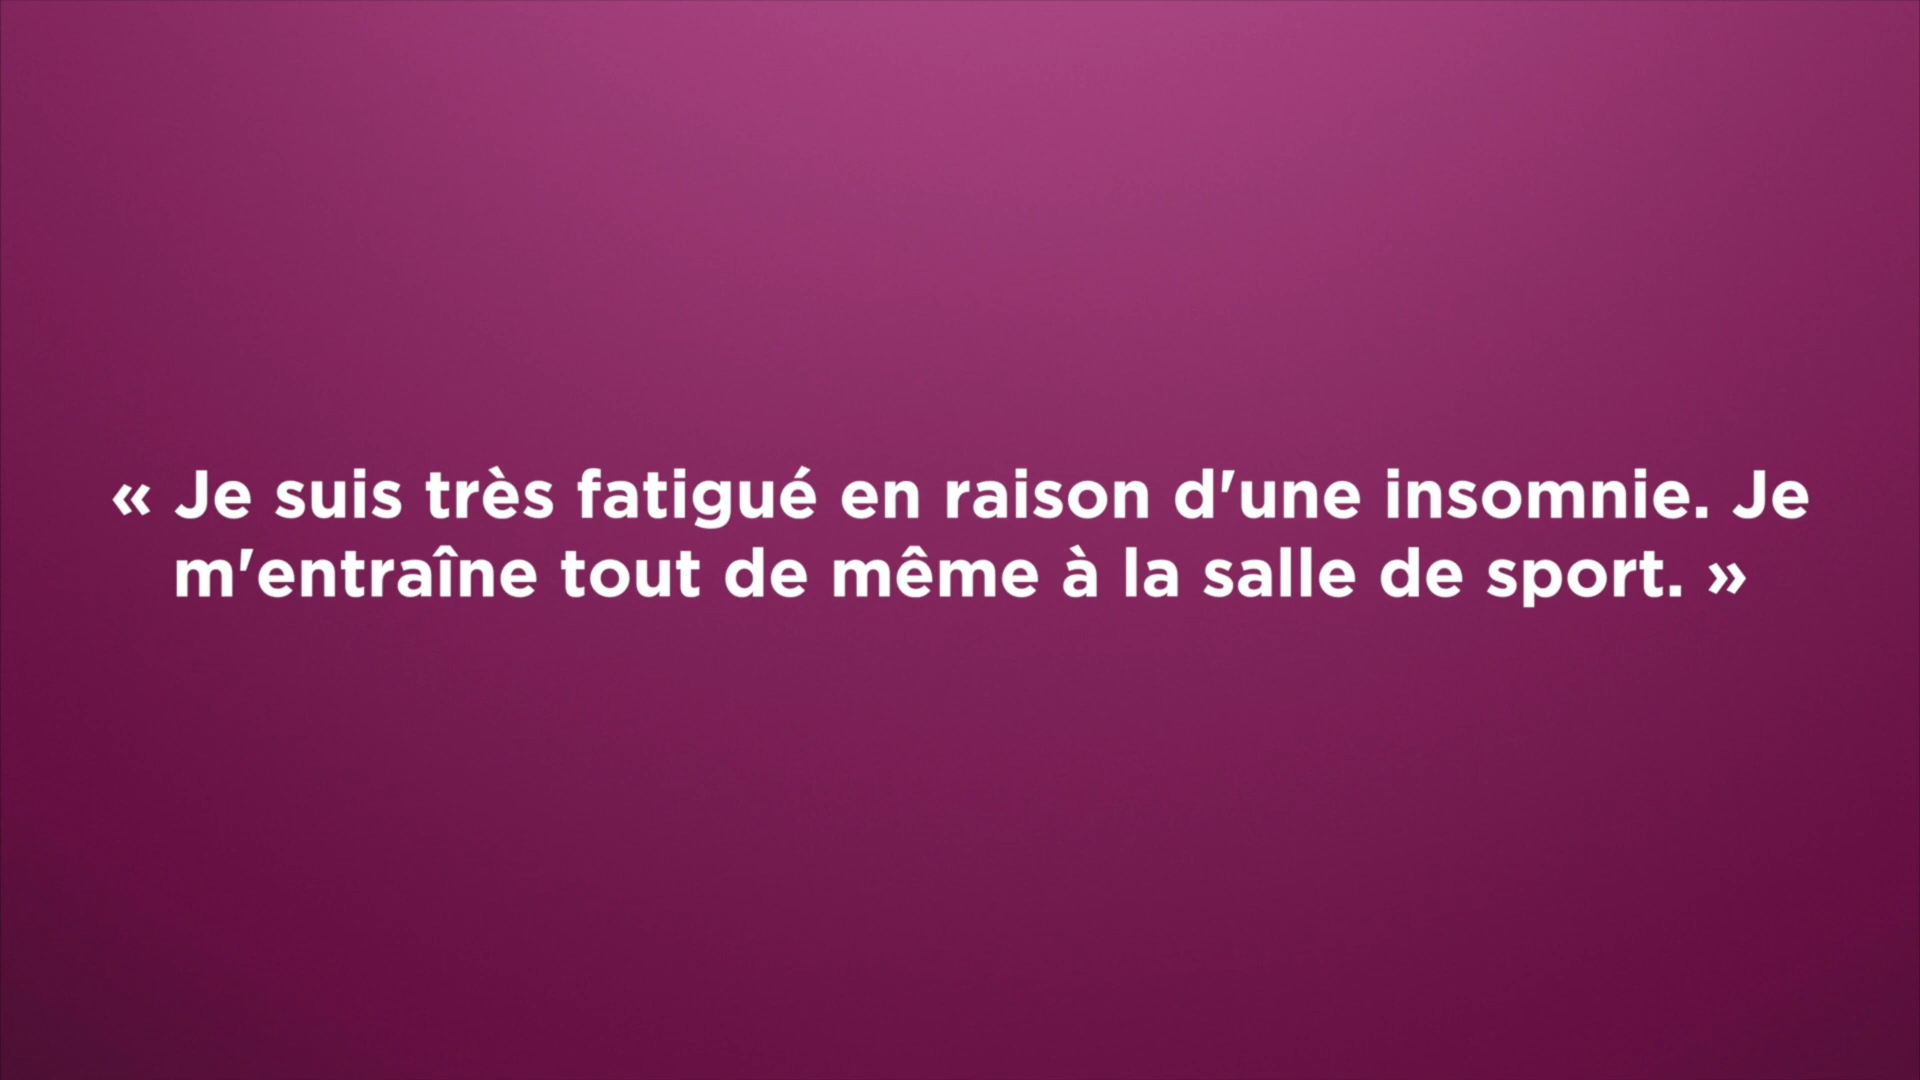 « Je suis très fatigué en raison d'une insomnie. Je
m'entraîne tout de même à la salle de sport. »